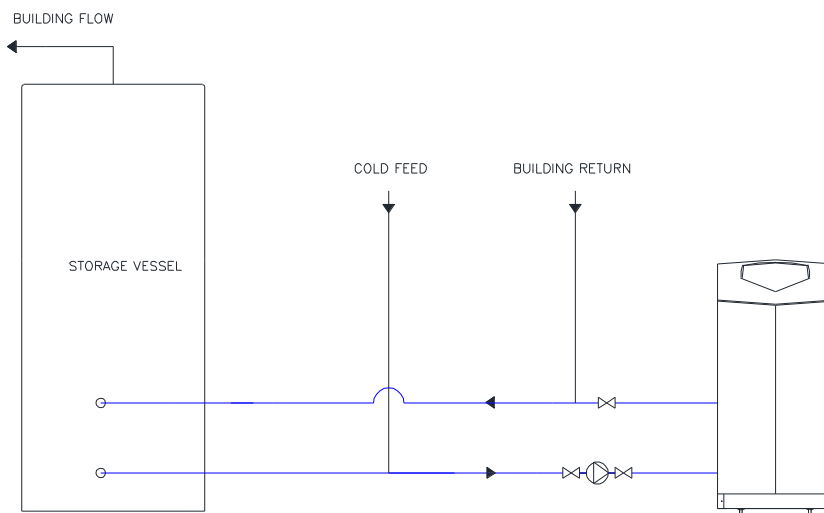 BUILDING FLOW
COLD FEED
BUILDING RETURN
STORAGE VESSEL